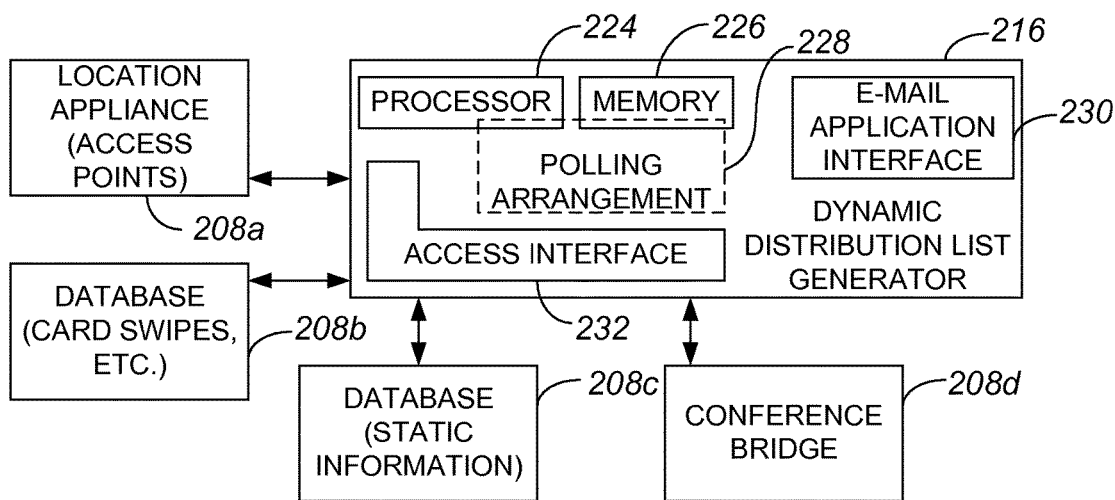 224
226
228
216
LOCATION
APPLIANCE
(ACCESS
POINTS)
208a
PROCESSOR
MEMORY
POLLING
ARRANGEMENT
E-MAIL
APPLICATION
INTERFACE
230
DYNAMIC
DISTRIBUTION LIST
GENERATOR
ACCESS INTERFACE
232
DATABASE
(CARD SWIPES,
ETC.)
208b
DATABASE
(STATIC
INFORMATION)
208c
CONFERENCE
BRIDGE
208d